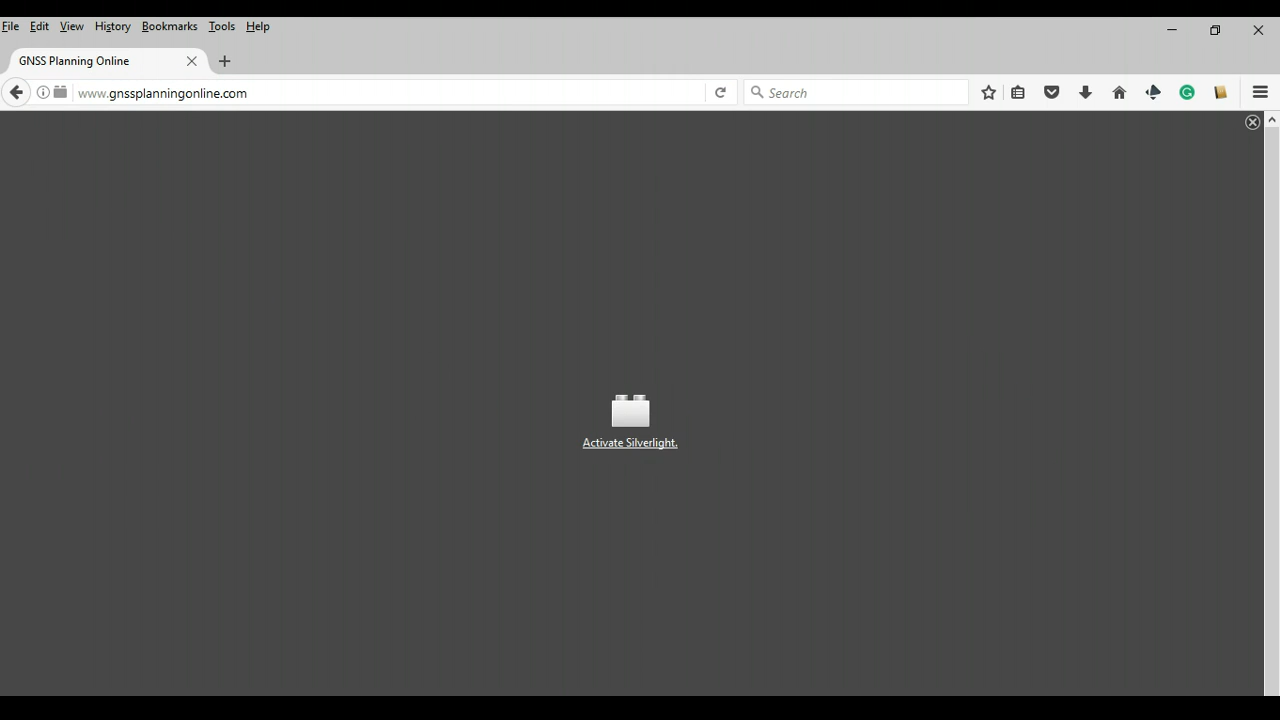 File Edit View History Bookmarks Tools Help
GNSS Planning Online
www.gnssplanningonline.com Search
Activate Silverlight.